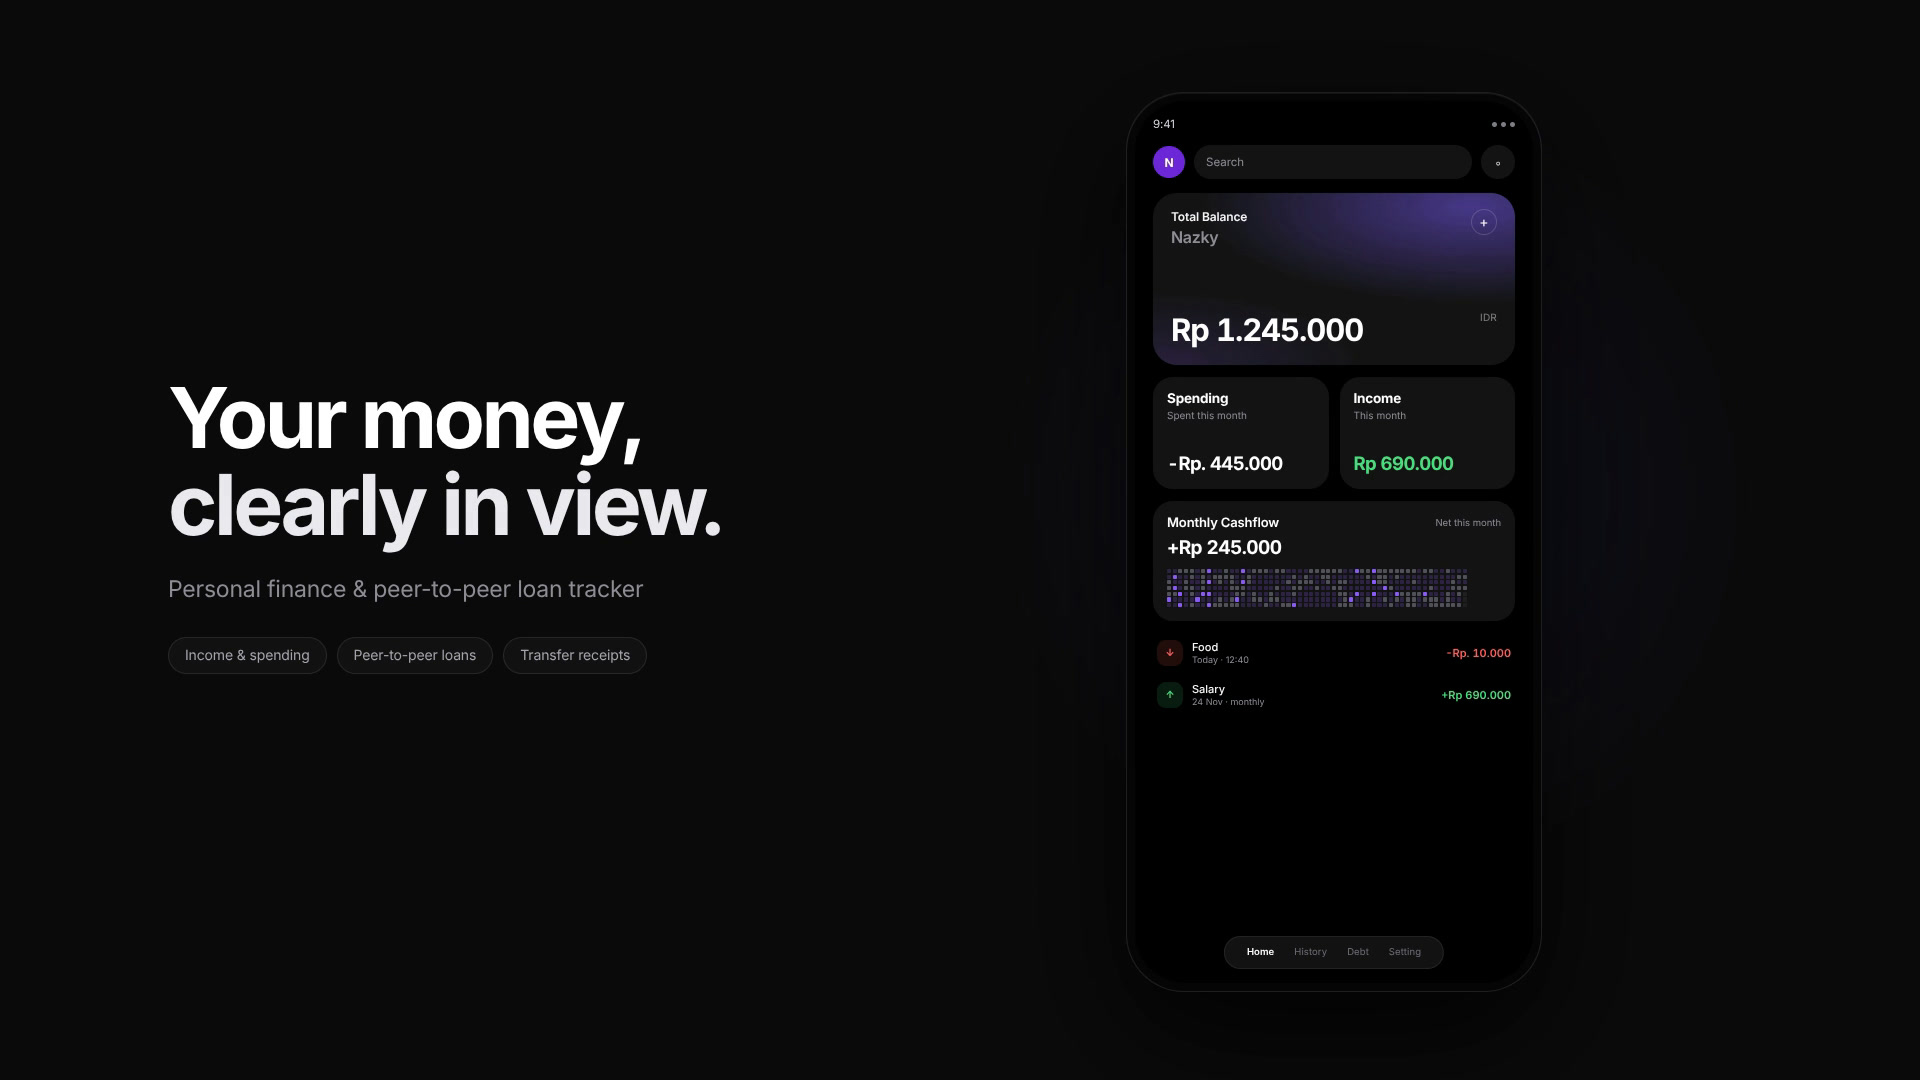 Your money,
clearly in view.
Personal finance & peer-to-peer loan tracker
Income & spending
Peer-to-peer loans
Transfer receipts
9:41
N
Search
Total Balance
+
Nazky
Rp 1.245.000
IDR
Spending
Spent this month
-Rp. 445.000
Income
This month
Rp 690.000
Monthly Cashflow
Net this month
+Rp 245.000
Food
Today · 12:40
-Rp. 10.000
Salary
24 Nov · monthly
+Rp 690.000
Home
History
Debt
Setting